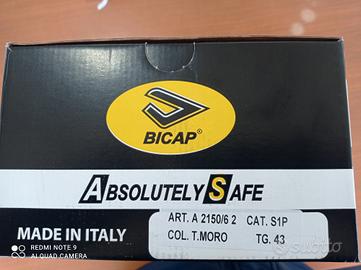 BICAP®
ABSOLUTELY SAFE
MADE IN ITALY
ART. A 2150/6 2 CAT. S1P
COL. T.MORO TG. 43
REDMI NOTE 9
AI QUAD CAMERA
subito